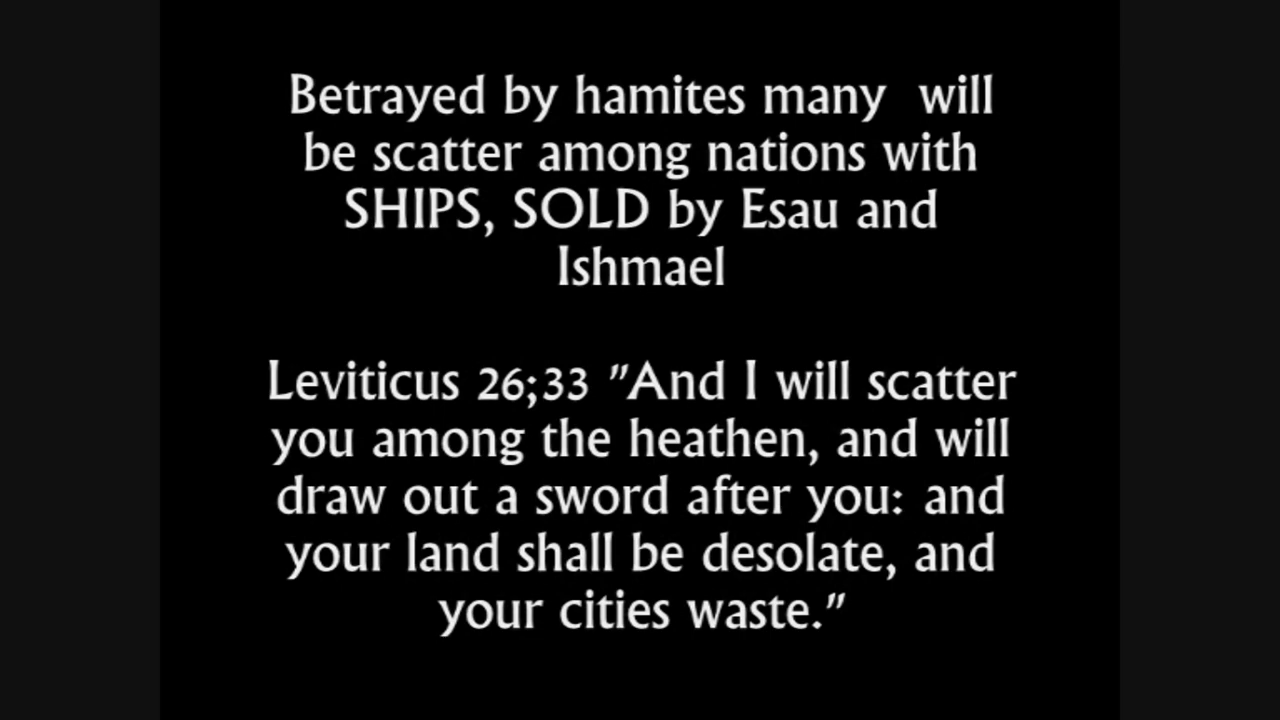 Betrayed by hamites many  will
be scatter among nations with
SHIPS, SOLD by Esau and
Ishmael
Leviticus 26;33 "And I will scatter
you among the heathen, and will
draw out a sword after you: and
your land shall be desolate, and
your cities waste."